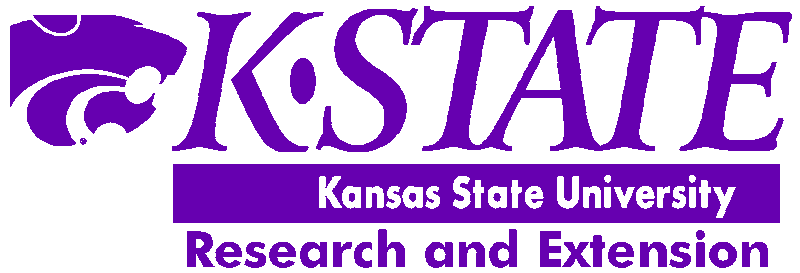 K•STATE
Kansas State University
Research and Extension